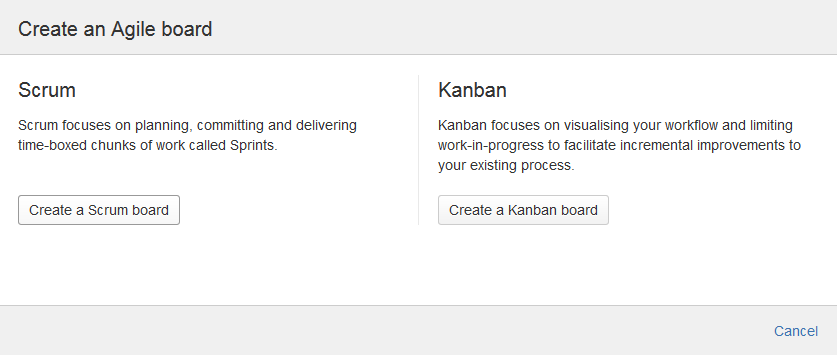 Create an Agile board
Scrum
Scrum focuses on planning, committing and delivering
time-boxed chunks of work called Sprints.
Create a Scrum board
Kanban
Kanban focuses on visualising your workflow and limiting
work-in-progress to facilitate incremental improvements to
your existing process.
Create a Kanban board
Cancel